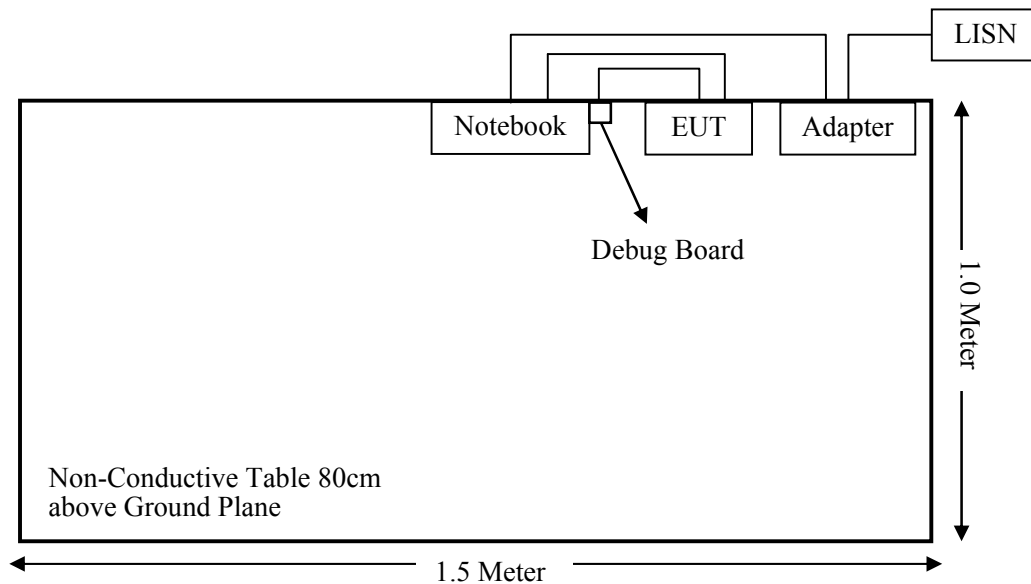 LISN
Notebook
EUT
Adapter
Debug Board
1.0 Meter
Non-Conductive Table 80cm
above Ground Plane
1.5 Meter